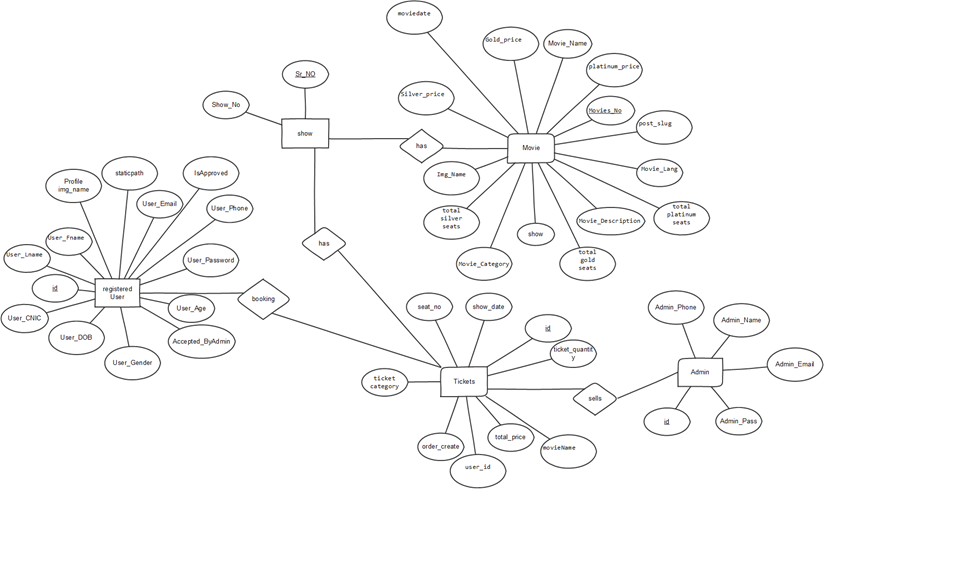 moviedate
Gold_price
Movie_Name
platinum_price
Sr_NO
Silver_price
Show_No
Movies_No
post_slug
show
has
Movie
Movie_Lang
Img_Name
staticpath
IsApproved
Profile
img_name
User_Email
User_Phone
total
silver
seats
show
Movie_Description
total
platinum
seats
User_Fname
has
User_Lname
User_Password
Movie_Category
total
gold
seats
id
registered
User
booking
User_CNIC
User_Age
seat_no
show_date
Admin_Phone
Admin_Name
User_DOB
Accepted_ByAdmin
id
ticket_quantit
y
User_Gender
Admin_Email
ticket
category
Tickets
Admin
sells
id
Admin_Pass
order_create
total_price
movieName
user_id